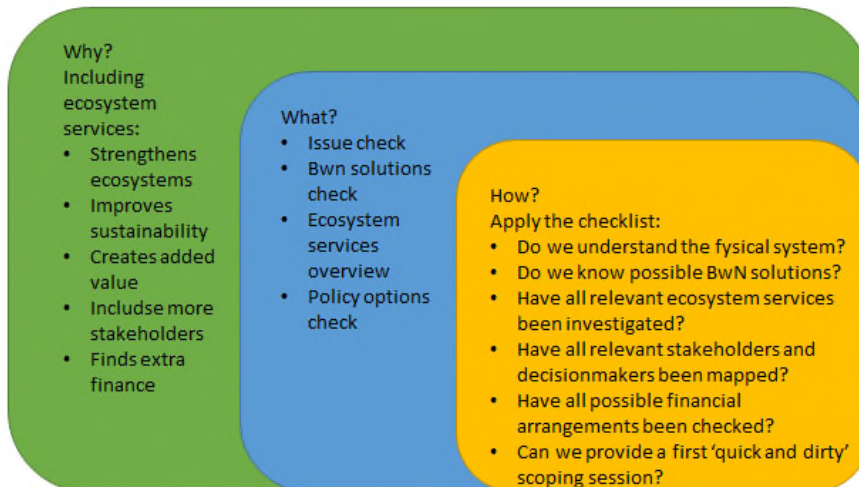 Why?
Including
ecosystem
services:
• Strengthens
ecosystems
• Improves
sustainability
• Creates added
value
• Includse more
stakeholders
• Finds extra
finance
What?
• Issue check
• Bwn solutions
check
• Ecosystem
services
overview
• Policy options
check
How?
Apply the checklist:
• Do we understand the fysical system?
• Do we know possible BwN solutions?
• Have all relevant ecosystem services
been investigated?
• Have all relevant stakeholders and
decisionmakers been mapped?
• Have all possible financial
arrangements been checked?
• Can we provide a first ‘quick and dirty’
scoping session?